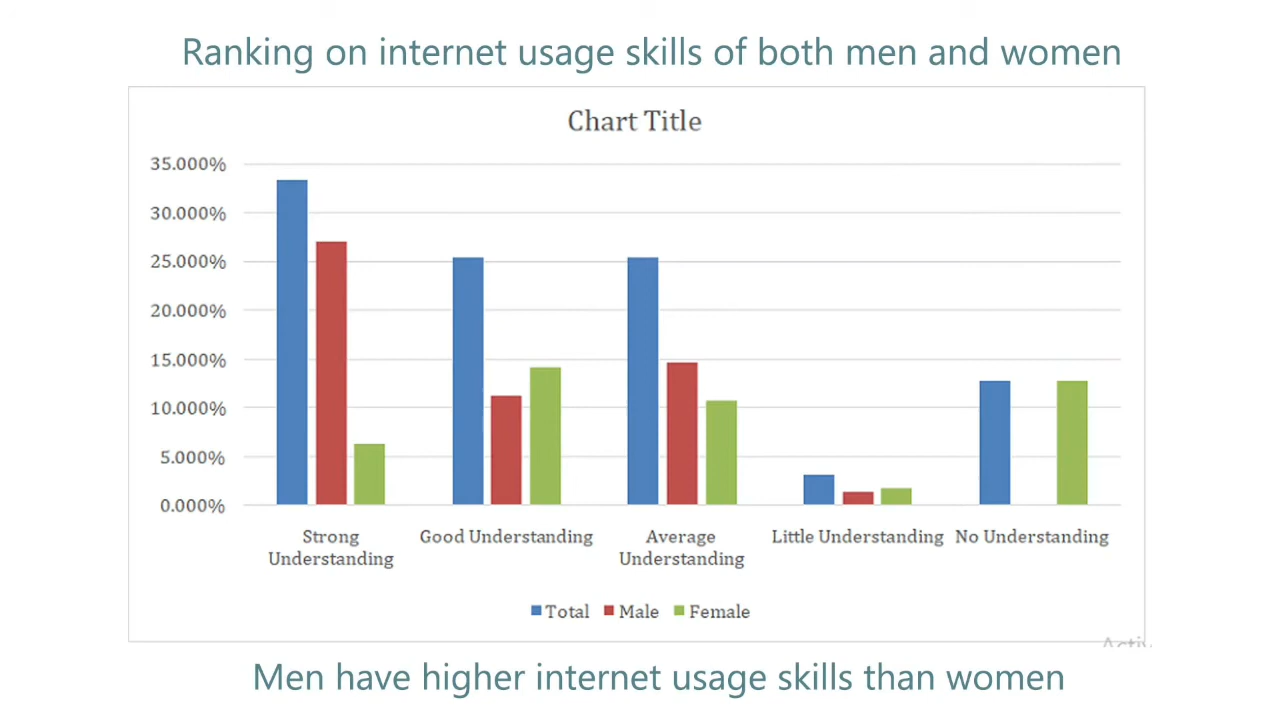 Ranking on internet usage skills of both men and women
Chart Title
35.000%
30.000%
25.000%
20.000%
15.000%
10.000%
5.000%
0.000%
Strong Understanding
Good Understanding
Average Understanding
Little Understanding
No Understanding
Total
Male
Female
Men have higher internet usage skills than women